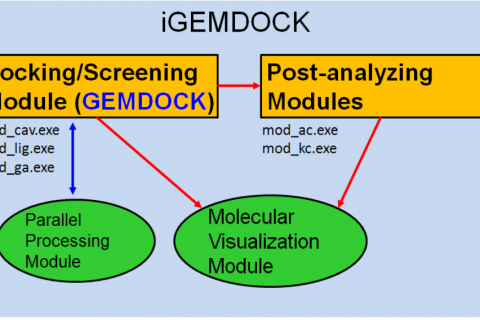 iGEMDOCK
ocking/Screening
odule (GEMDOCK)
d_cav.exe
d_lig.exe
d_ga.exe
Post-analyzing
Modules
mod_ac.exe
mod_kc.exe
Parallel
Processing
Module
Molecular
Visualization
Module